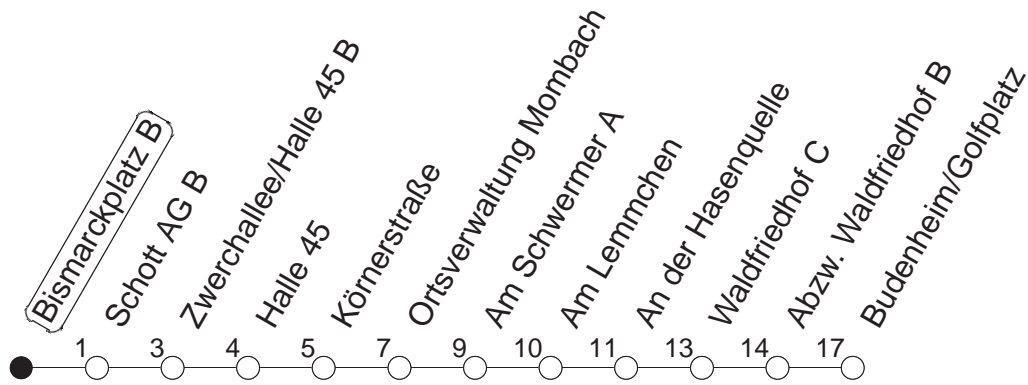 Bismarckplatz B
Schott AG B
Zwerchallee/Halle 45 B
Halle 45
Körnerstraße
Ortsverwaltung Mombach
Am Schwermer A
Am Lemmchen
An der Hasenquelle
Waldfriedhof C
Abzw. Waldfriedhof B
Budenheim/Golfplatz
1 3 4 5 7 9 10 11 13 14 17